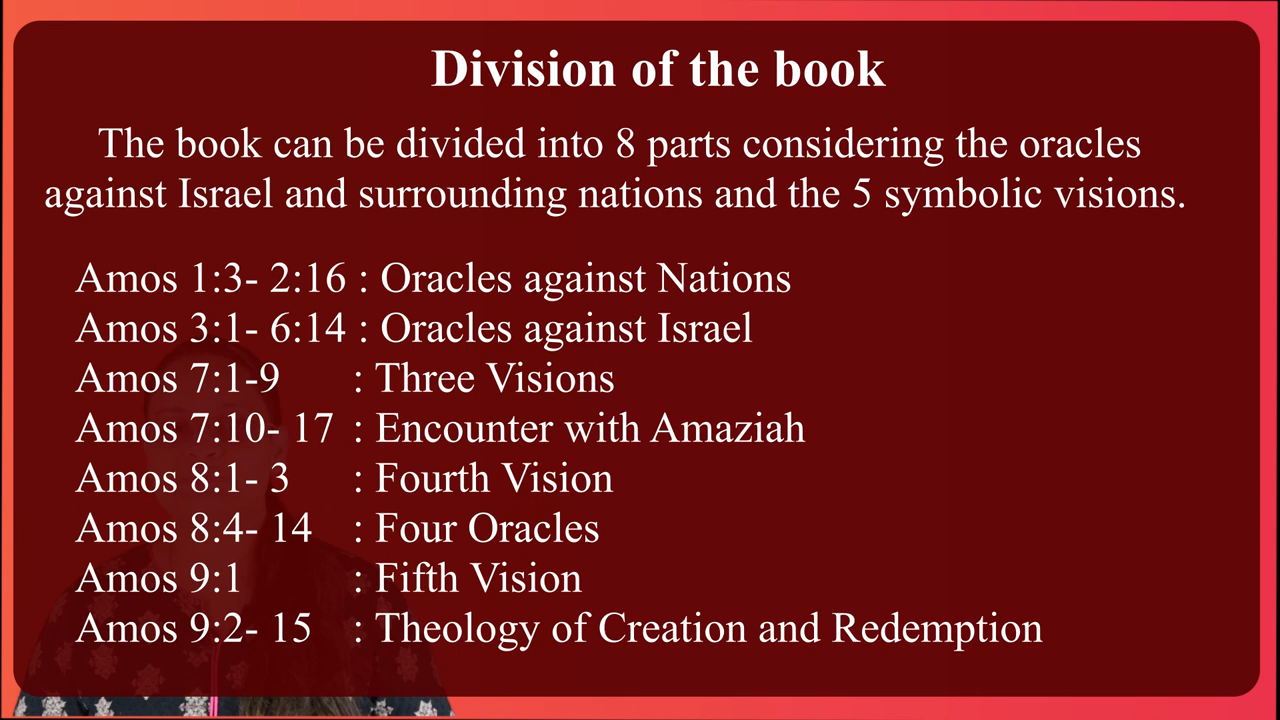 Division of the book
The book can be divided into 8 parts considering the oracles
against Israel and surrounding nations and the 5 symbolic visions.
Amos 1:3- 2:16 : Oracles against Nations
Amos 3:1- 6:14 : Oracles against Israel
Amos 7:1-9 : Three Visions
Amos 7:10- 17 : Encounter with Amaziah
Amos 8:1- 3 : Fourth Vision
Amos 8:4- 14 : Four Oracles
Amos 9:1 : Fifth Vision
Amos 9:2- 15 : Theology of Creation and Redemption